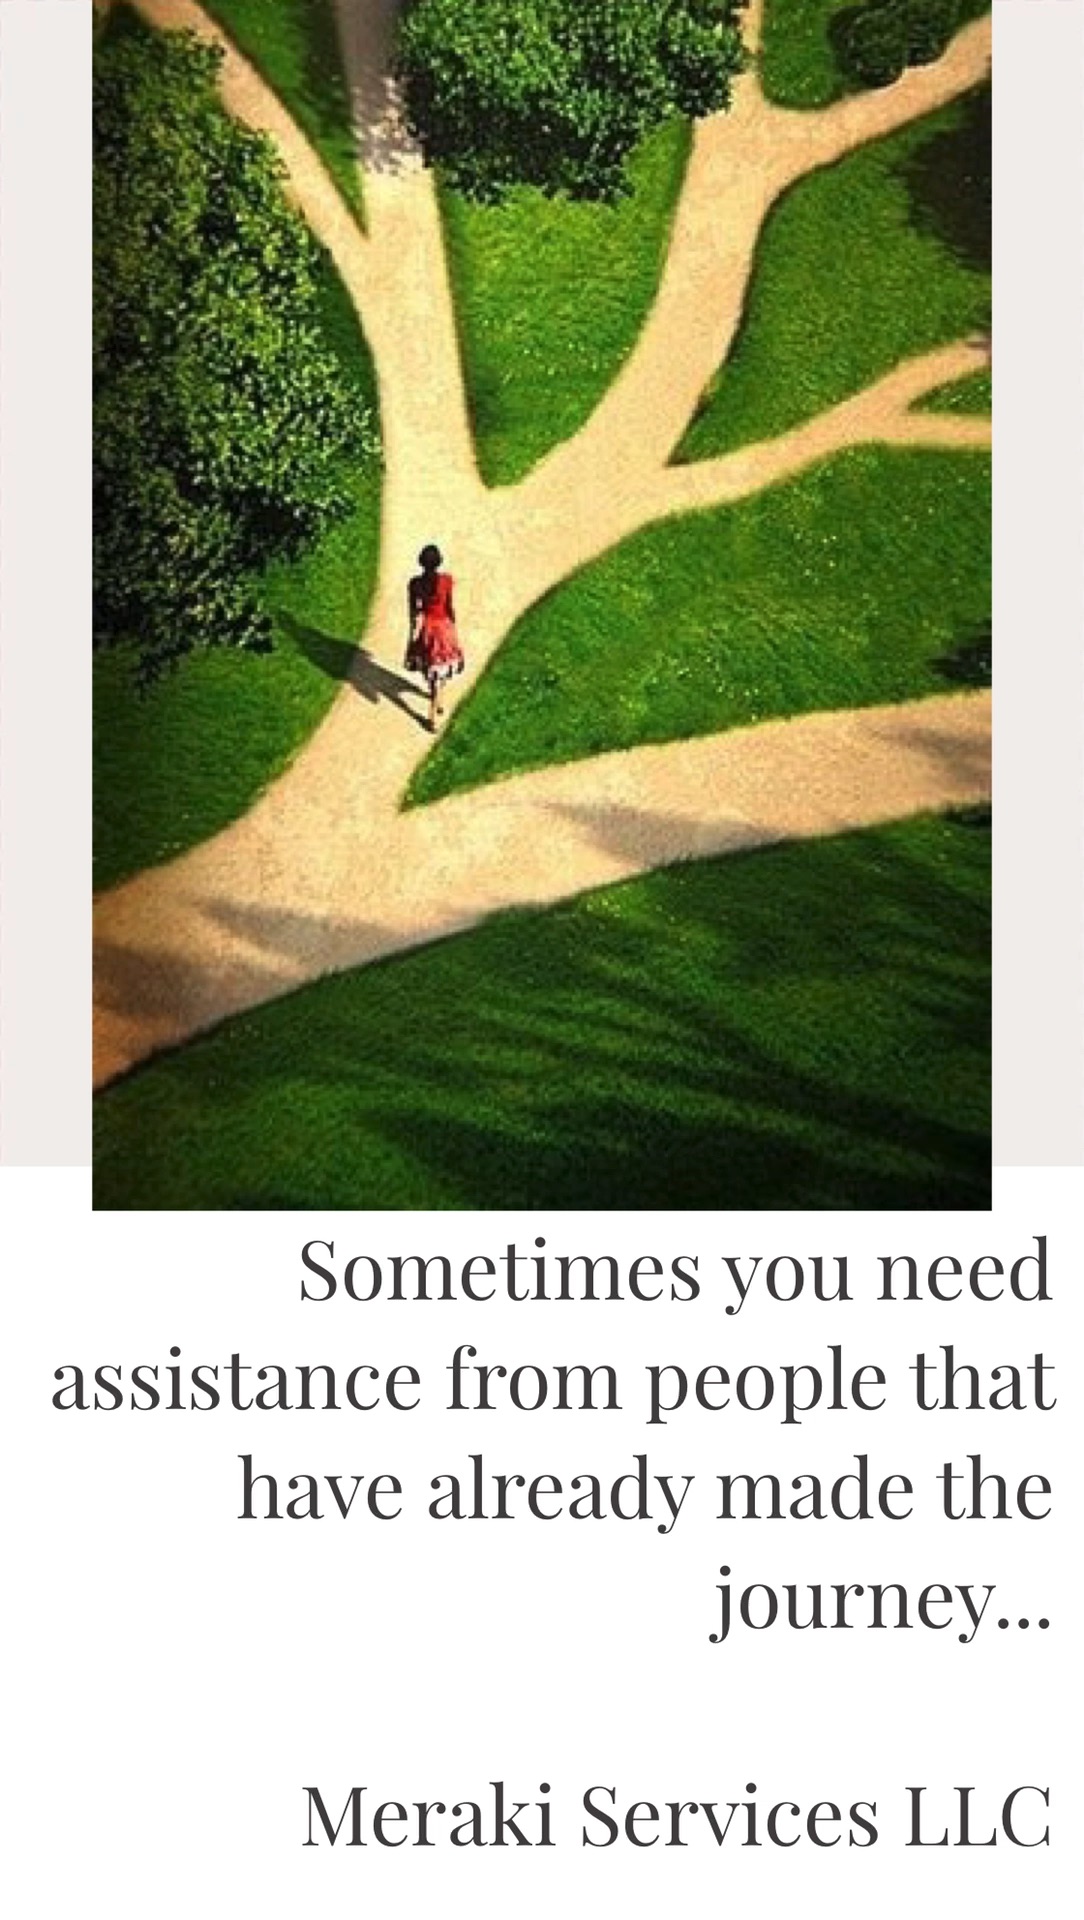 Sometimes you need
assistance from people that
have already made the
journey...
Meraki Services LLC